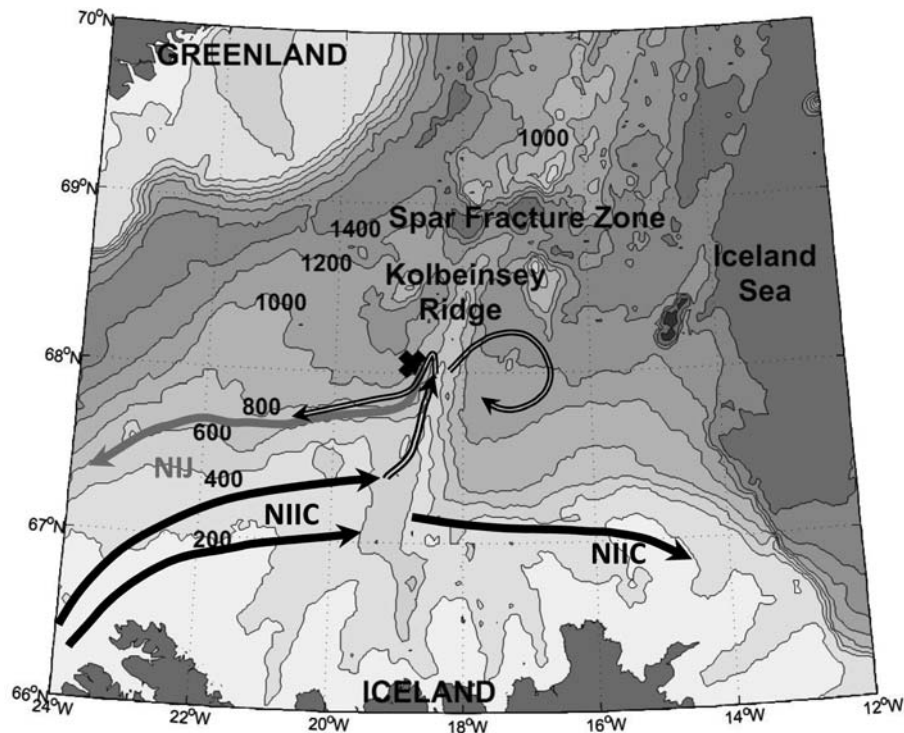 70°N
GREENLAND
1000
69°N
1400
Spar Fracture Zone
1200
Kolbeinsey
Ridge
Iceland
Sea
1000
68°N
800
600
NIJ
400
NIIC
67°N
200
NIIC
66°N
ICELAND
24°W
22°W
20°W
18°W
16°W
14°W
12°W